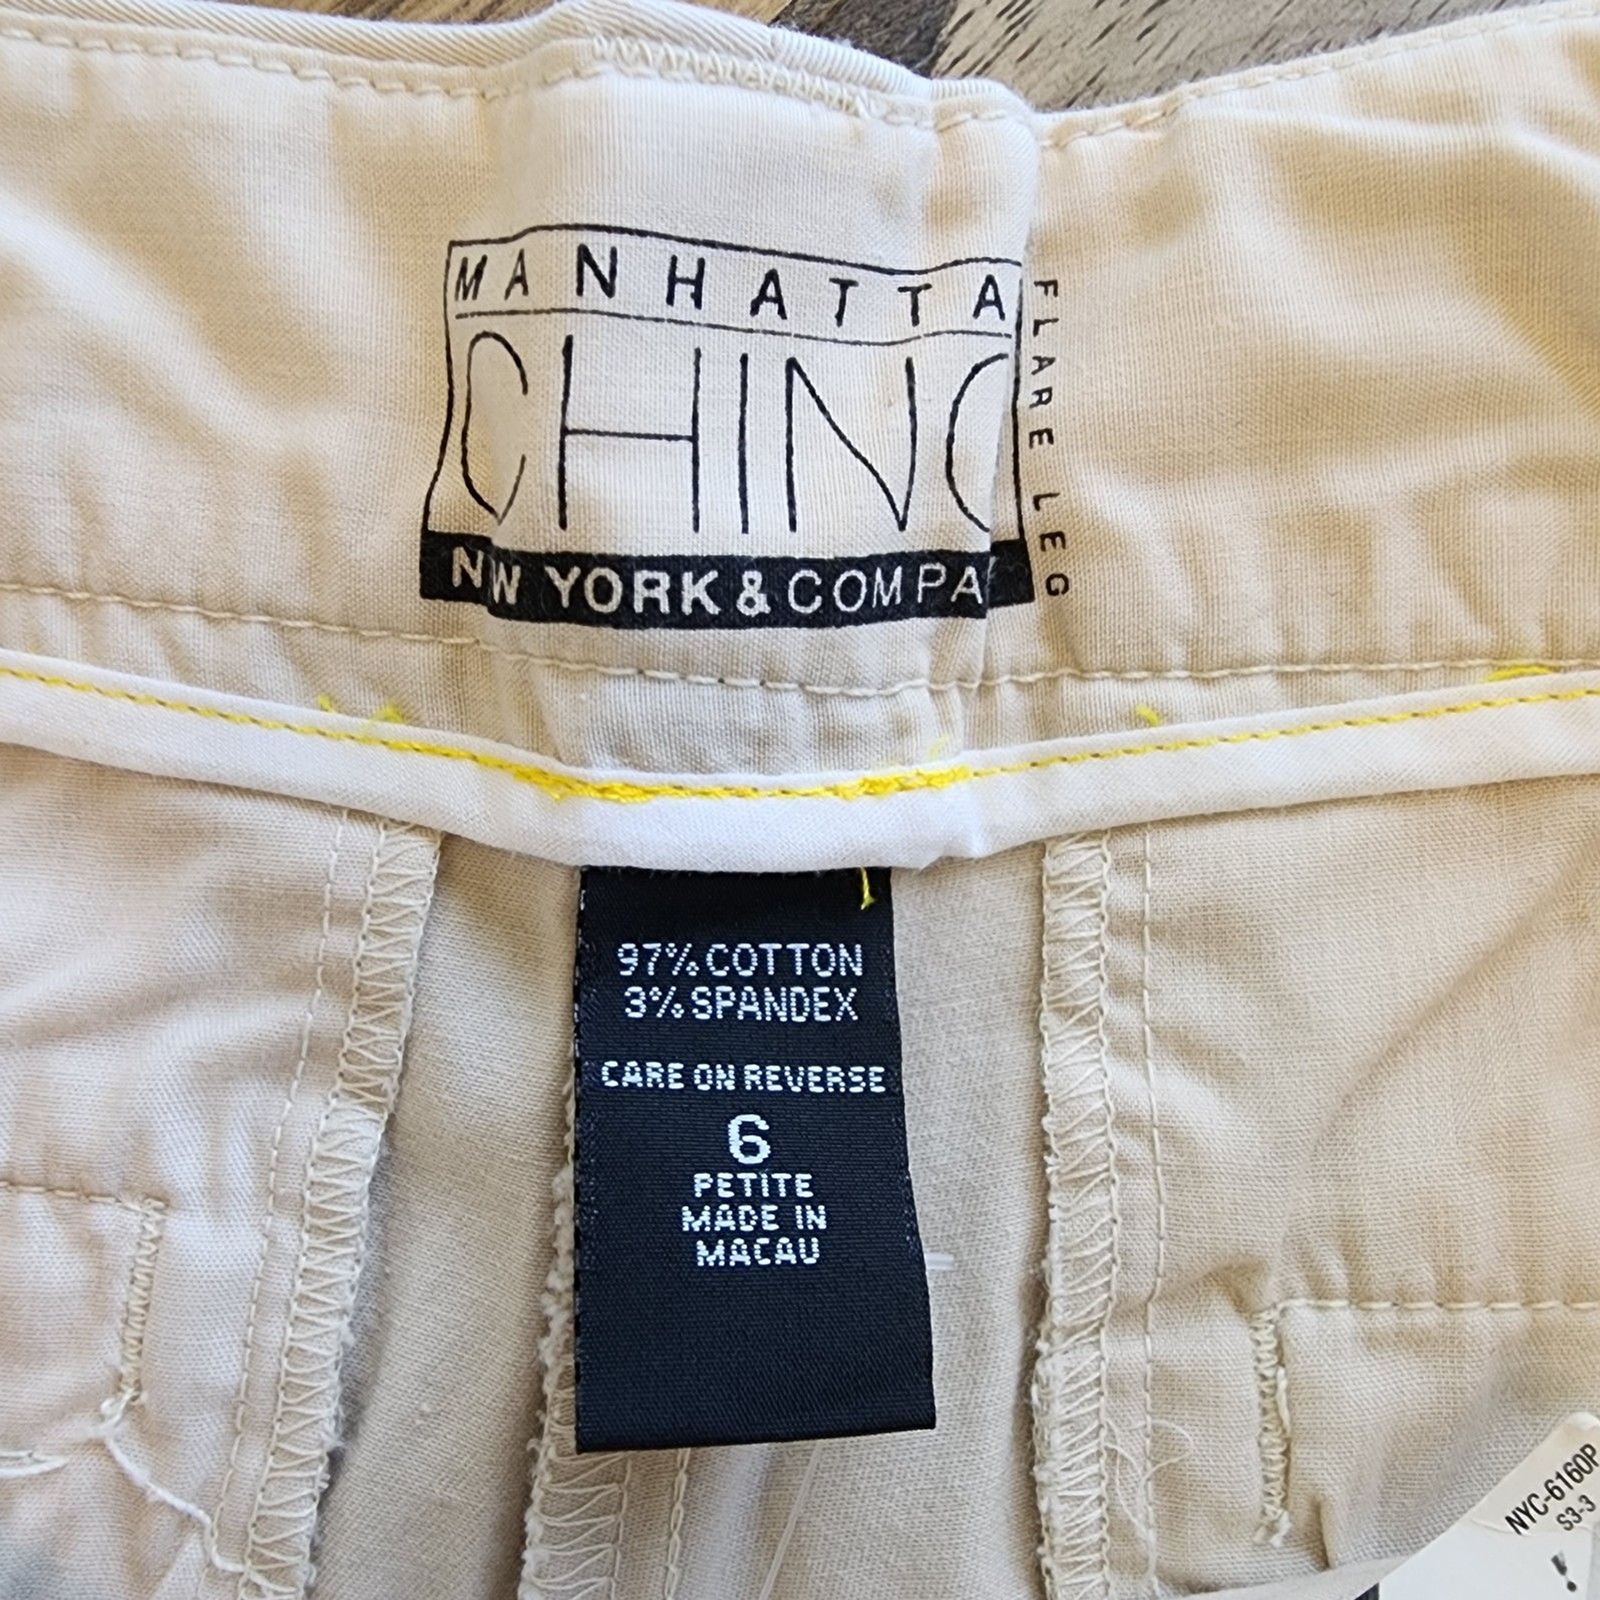 MANHATTA
CHINO
FLARE LEG
NEW YORK & COMPA
97% COTTON
3% SPANDEX
CARE ON REVERSE
6
PETITE
MADE IN
MACAU
NYC-6160P
S3-3